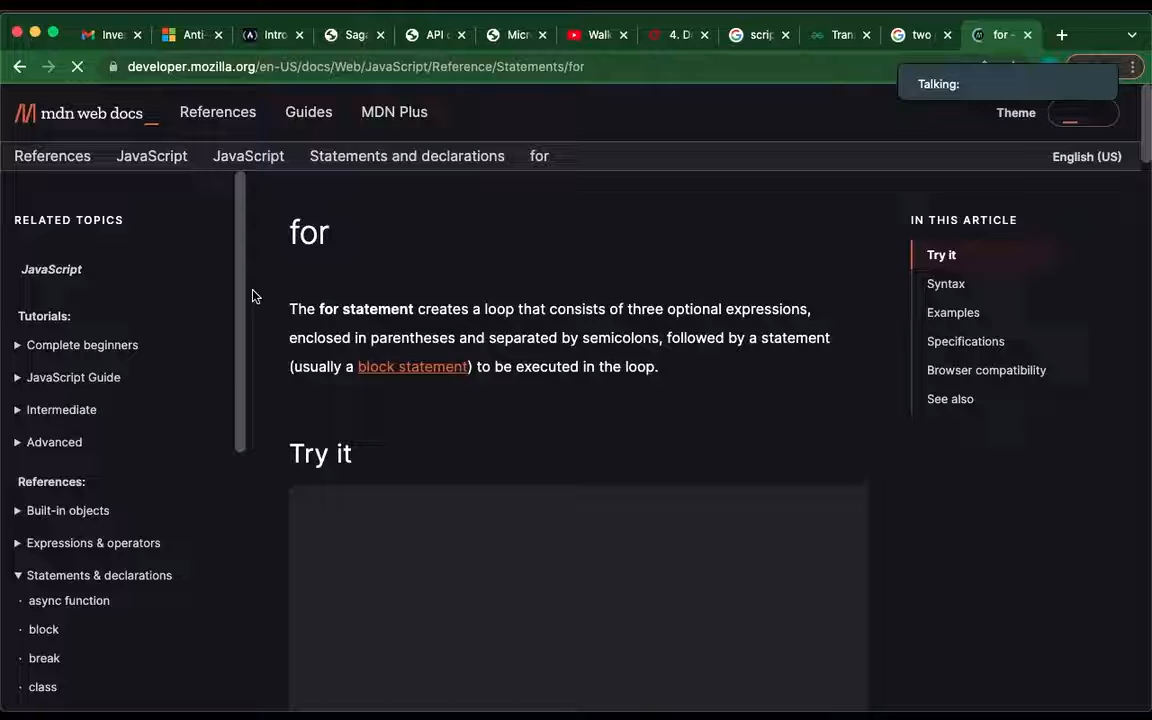 Inve
Anti-
Intro
Saga
API
Micr
Walk
4. D
scrip
Tran
two
for -
developer.mozilla.org/en-US/docs/Web/JavaScript/Reference/Statements/for
Talking:
mdn web docs
References
Guides
MDN Plus
Theme
References
JavaScript
JavaScript
Statements and declarations
for
English (US)
RELATED TOPICS
JavaScript
Tutorials:
Complete beginners
JavaScript Guide
Intermediate
Advanced
References:
Built-in objects
Expressions & operators
Statements & declarations
· async function
· block
· break
· class
for
The for statement creates a loop that consists of three optional expressions,
enclosed in parentheses and separated by semicolons, followed by a statement
(usually a block statement) to be executed in the loop.
Try it
IN THIS ARTICLE
Try it
Syntax
Examples
Specifications
Browser compatibility
See also